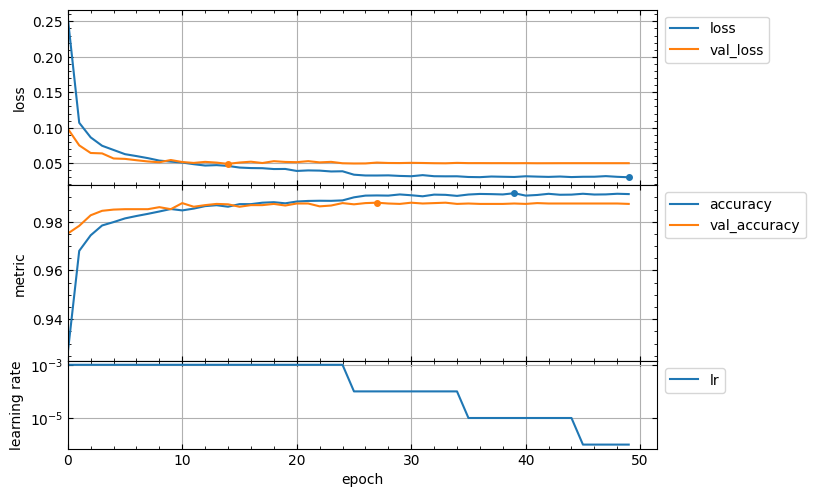 0.25
0.20
0.15
0.10
0.05
loss
loss
val_loss
0.98
0.96
0.94
metric
accuracy
val_accuracy
10⁻³
10⁻⁵
learning rate
lr
0 10 20 30 40 50
epoch